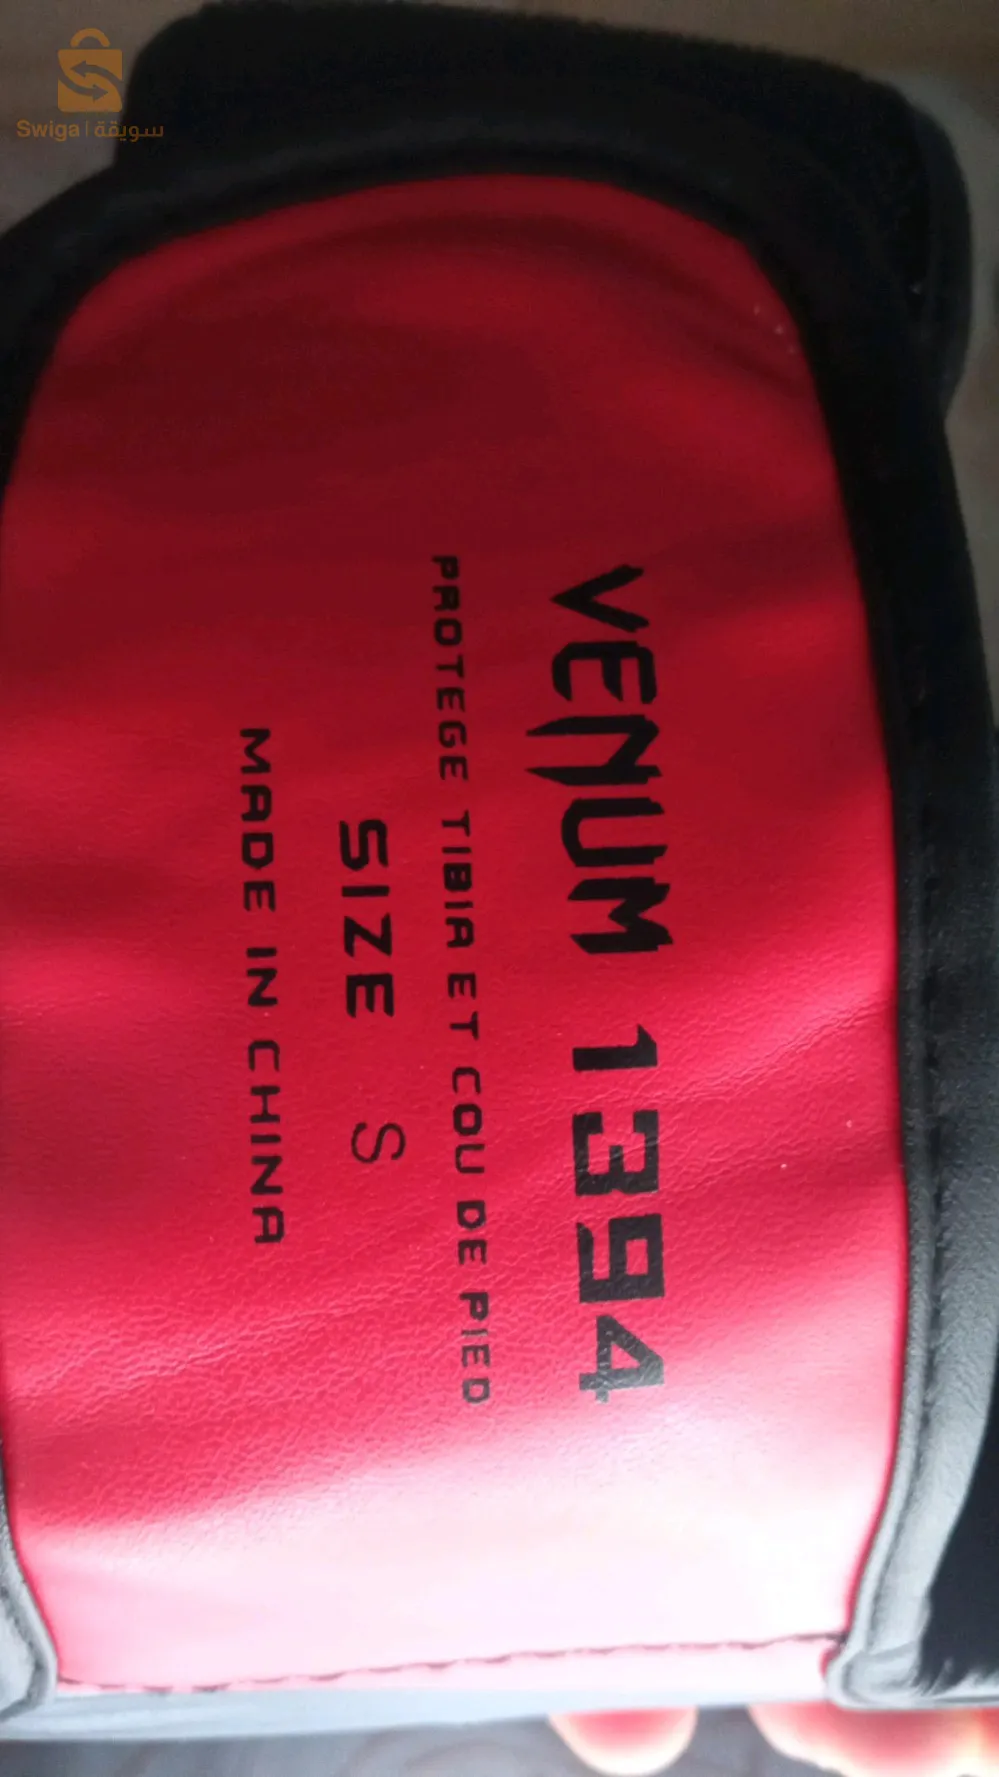 Swiga | سويقة
VENUM 1394
PROTEGE TIBIA ET COU DE PIED
SIZE S
MADE IN CHINA